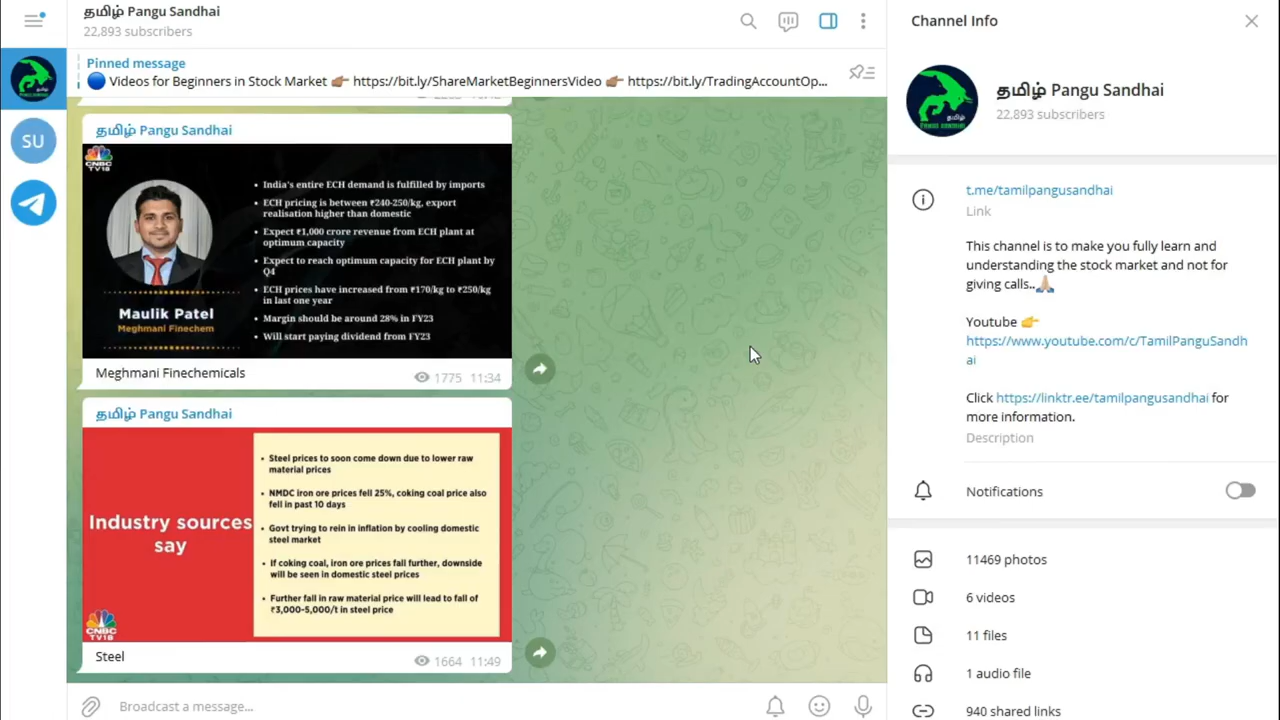 தமிழ் Pangu Sandhai
22,893 subscribers
Pinned message
🔵 Videos for Beginners in Stock Market 👉🏽 https://bit.ly/ShareMarketBeginnersVideo 👉🏽 https://bit.ly/TradingAccountOp...
SU
தமிழ் Pangu Sandhai
CNBC
TV18
• India's entire ECH demand is fulfilled by imports
• ECH pricing is between ₹240-250/kg, export
realisation higher than domestic
• Expect ₹1,000 crore revenue from ECH plant at
optimum capacity
• Expect to reach optimum capacity for ECH plant by
Q4
• ECH prices have increased from ₹170/kg to ₹250/kg
in last one year
• Margin should be around 28% in FY23
• Will start paying dividend from FY23
Maulik Patel
Meghmani Finechem
Meghmani Finechemicals
1775 11:34
தமிழ் Pangu Sandhai
Industry sources
say
• Steel prices to soon come down due to lower raw
material prices
• NMDC iron ore prices fell 25%, coking coal price also
fell in past 10 days
• Govt trying to rein in inflation by cooling domestic
steel market
• If coking coal, iron ore prices fall further, downside
will be seen in domestic steel prices
• Further fall in raw material price will lead to fall of
₹3,000-5,000/t in steel price
CNBC
TV18
Steel
1664 11:49
Broadcast a message...
Channel Info
தமிழ் Pangu Sandhai
22,893 subscribers
t.me/tamilpangusandhai
Link
This channel is to make you fully learn and
understanding the stock market and not for
giving calls..🙏🏼
Youtube 👉
https://www.youtube.com/c/TamilPanguSandh
ai
Click https://linktr.ee/tamilpangusandhai for
more information.
Description
Notifications
11469 photos
6 videos
11 files
1 audio file
940 shared links